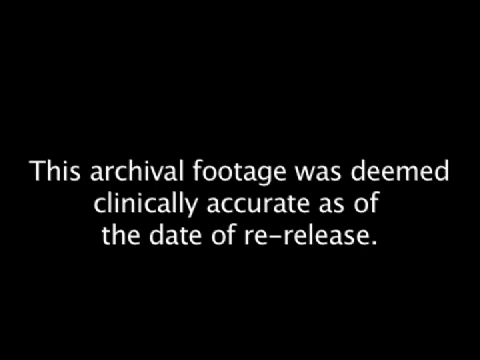 This archival footage was deemed
clinically accurate as of
the date of re-release.